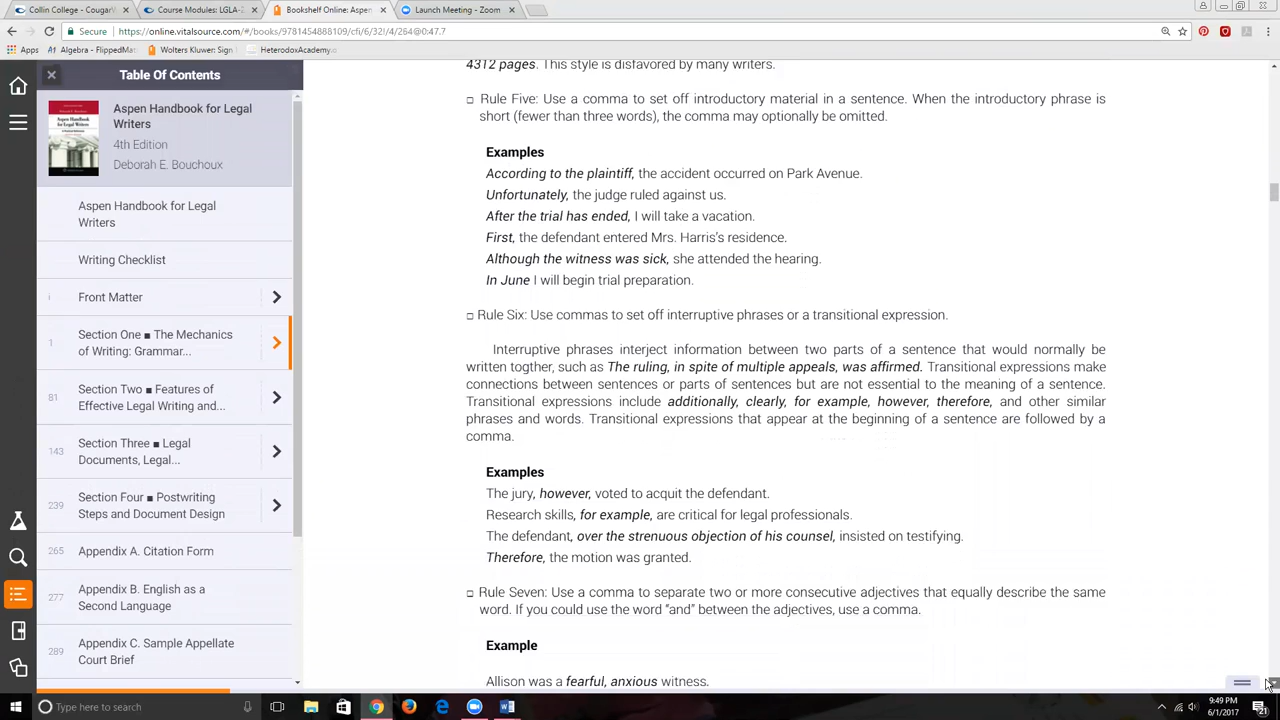 Collin College - CougarW
Course Modules: LGLA-
Bookshelf Online: Aspen
Launch Meeting - Zoom
Secure
https://online.vitalsource.com/#/books/9781454888109/cfi/6/32!/4/264@0:47.7
Apps
Algebra - FlippedMat
Wolters Kluwer: Sign I
HeterodoxAcademy.o
Table Of Contents
Aspen Handbook for Legal
Writers
4th Edition
Deborah E. Bouchoux
Aspen Handbook for Legal
Writers
Writing Checklist
i Front Matter
1 Section One ■ The Mechanics
of Writing: Grammar...
81 Section Two ■ Features of
Effective Legal Writing and...
143 Section Three ■ Legal
Documents, Legal...
239 Section Four ■ Postwriting
Steps and Document Design
265 Appendix A. Citation Form
277 Appendix B. English as a
Second Language
289 Appendix C. Sample Appellate
Court Brief
4312 pages. This style is disfavored by many writers.
□ Rule Five: Use a comma to set off introductory material in a sentence. When the introductory phrase is
short (fewer than three words), the comma may optionally be omitted.
Examples
According to the plaintiff, the accident occurred on Park Avenue.
Unfortunately, the judge ruled against us.
After the trial has ended, I will take a vacation.
First, the defendant entered Mrs. Harris's residence.
Although the witness was sick, she attended the hearing.
In June I will begin trial preparation.
□ Rule Six: Use commas to set off interruptive phrases or a transitional expression.
Interruptive phrases interject information between two parts of a sentence that would normally be
written togther, such as The ruling, in spite of multiple appeals, was affirmed. Transitional expressions make
connections between sentences or parts of sentences but are not essential to the meaning of a sentence.
Transitional expressions include additionally, clearly, for example, however, therefore, and other similar
phrases and words. Transitional expressions that appear at the beginning of a sentence are followed by a
comma.
Examples
The jury, however, voted to acquit the defendant.
Research skills, for example, are critical for legal professionals.
The defendant, over the strenuous objection of his counsel, insisted on testifying.
Therefore, the motion was granted.
□ Rule Seven: Use a comma to separate two or more consecutive adjectives that equally describe the same
word. If you could use the word "and" between the adjectives, use a comma.
Example
Allison was a fearful, anxious witness.
Type here to search
9:49 PM
6/1/2017